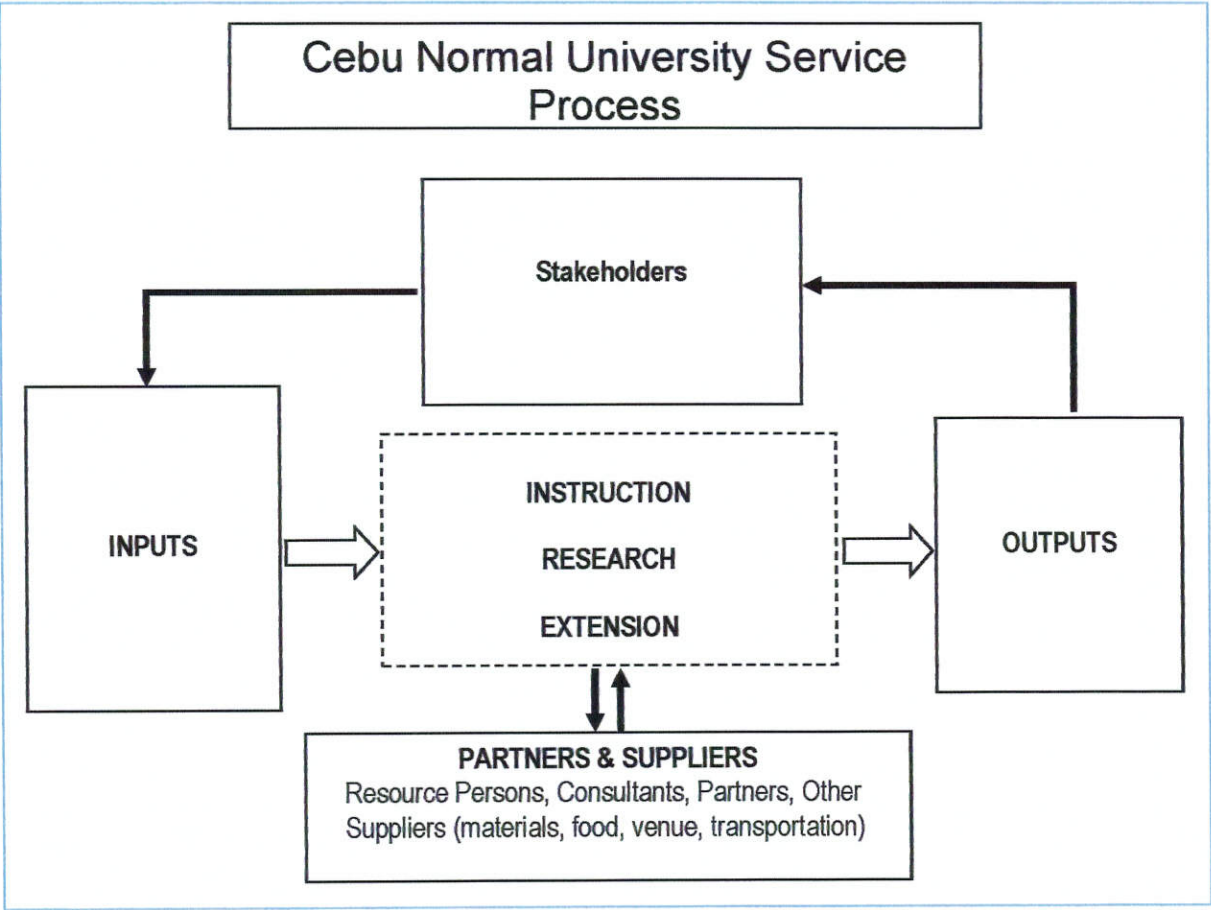 Cebu Normal University Service
Process
Stakeholders
INPUTS
INSTRUCTION
RESEARCH
EXTENSION
OUTPUTS
PARTNERS & SUPPLIERS
Resource Persons, Consultants, Partners, Other
Suppliers (materials, food, venue, transportation)